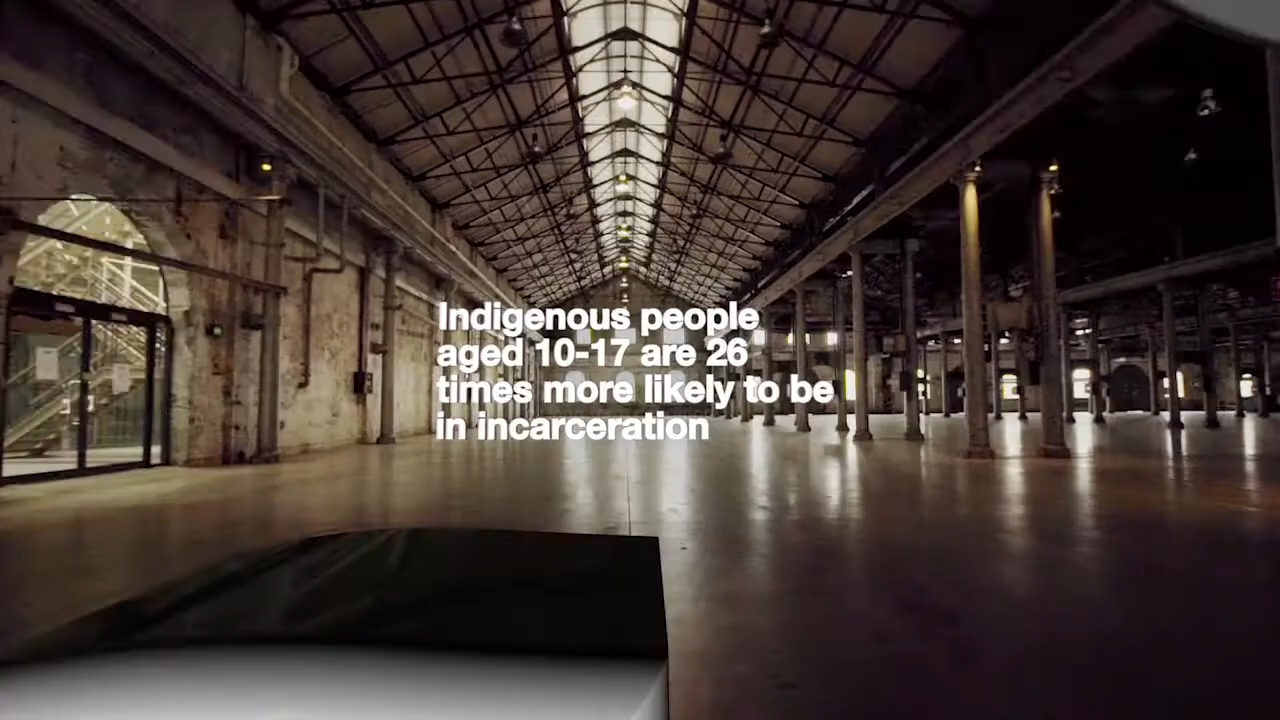 Indigenous people
aged 10-17 are 26
times more likely to be
in incarceration